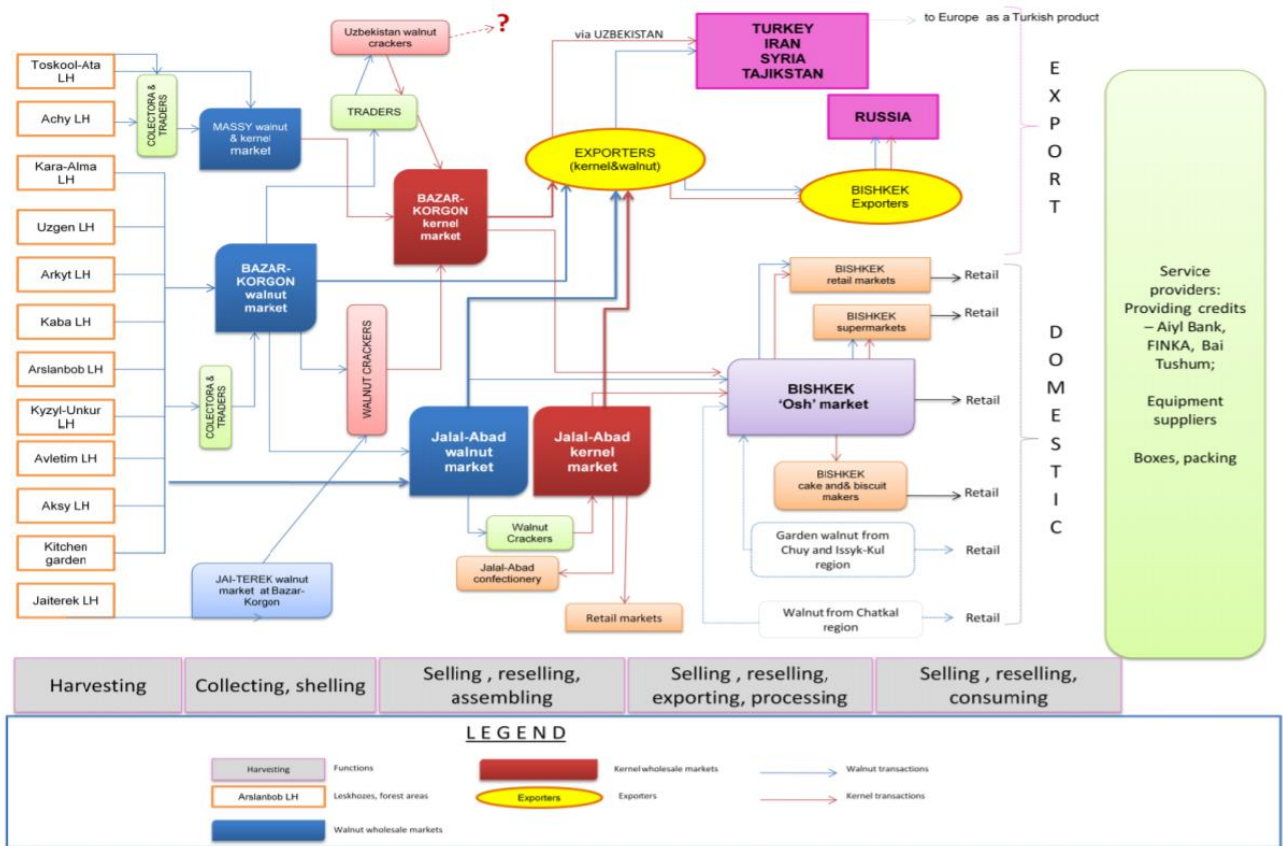 to Europe as a Turkish product
Uzbekistan walnut
crackers
?
via UZBEKISTAN
TURKEY
IRAN
SYRIA
TAJIKSTAN
RUSSIA
E
X
P
O
R
T
Toskool-Ata
LH
Achy LH
Kara-Alma
LH
Uzgen LH
Arkyt LH
Kaba LH
Arslanbob LH
Kyzyl-Unkur
LH
Avletim LH
Aksy LH
Kitchen
garden
Jaiterek LH
COLECTORA &
TRADERS
MASSY walnut
& kernel
market
TRADERS
EXPORTERS
(kernel&walnut)
BISHKEK
Exporters
BAZAR-
KORGON
kernel
market
BAZAR-
KORGON
walnut
market
COLECTORA &
TRADERS
WALNUT CRACKERS
Jalal-Abad
walnut
market
Jalal-Abad
kernel
market
Walnut
Crackers
Jalal-Abad
confectionery
Retail markets
JAI-TEREK walnut
market at Bazar-
Korgon
BISHKEK
retail markets
Retail
BISHKEK
supermarkets
Retail
BISHKEK
‘Osh’ market
Retail
BISHKEK
cake and& biscuit
makers
Retail
Garden walnut from
Chuy and Issyk-Kul
region
Retail
Walnut from Chatkal
region
Retail
D
O
M
E
S
T
I
C
Service
providers:
Providing credits
– Aiyl Bank,
FINKA, Bai
Tushum;
Equipment
suppliers
Boxes, packing
Harvesting
Collecting, shelling
Selling , reselling,
assembling
Selling , reselling,
exporting, processing
Selling , reselling,
consuming
L E G E N D
Harvesting
Functions
Kernel wholesale markets
Walnut transactions
Arslanbob LH
Leskhozes, forest areas
Exporters
Exporters
Kernel transactions
Walnut wholesale markets